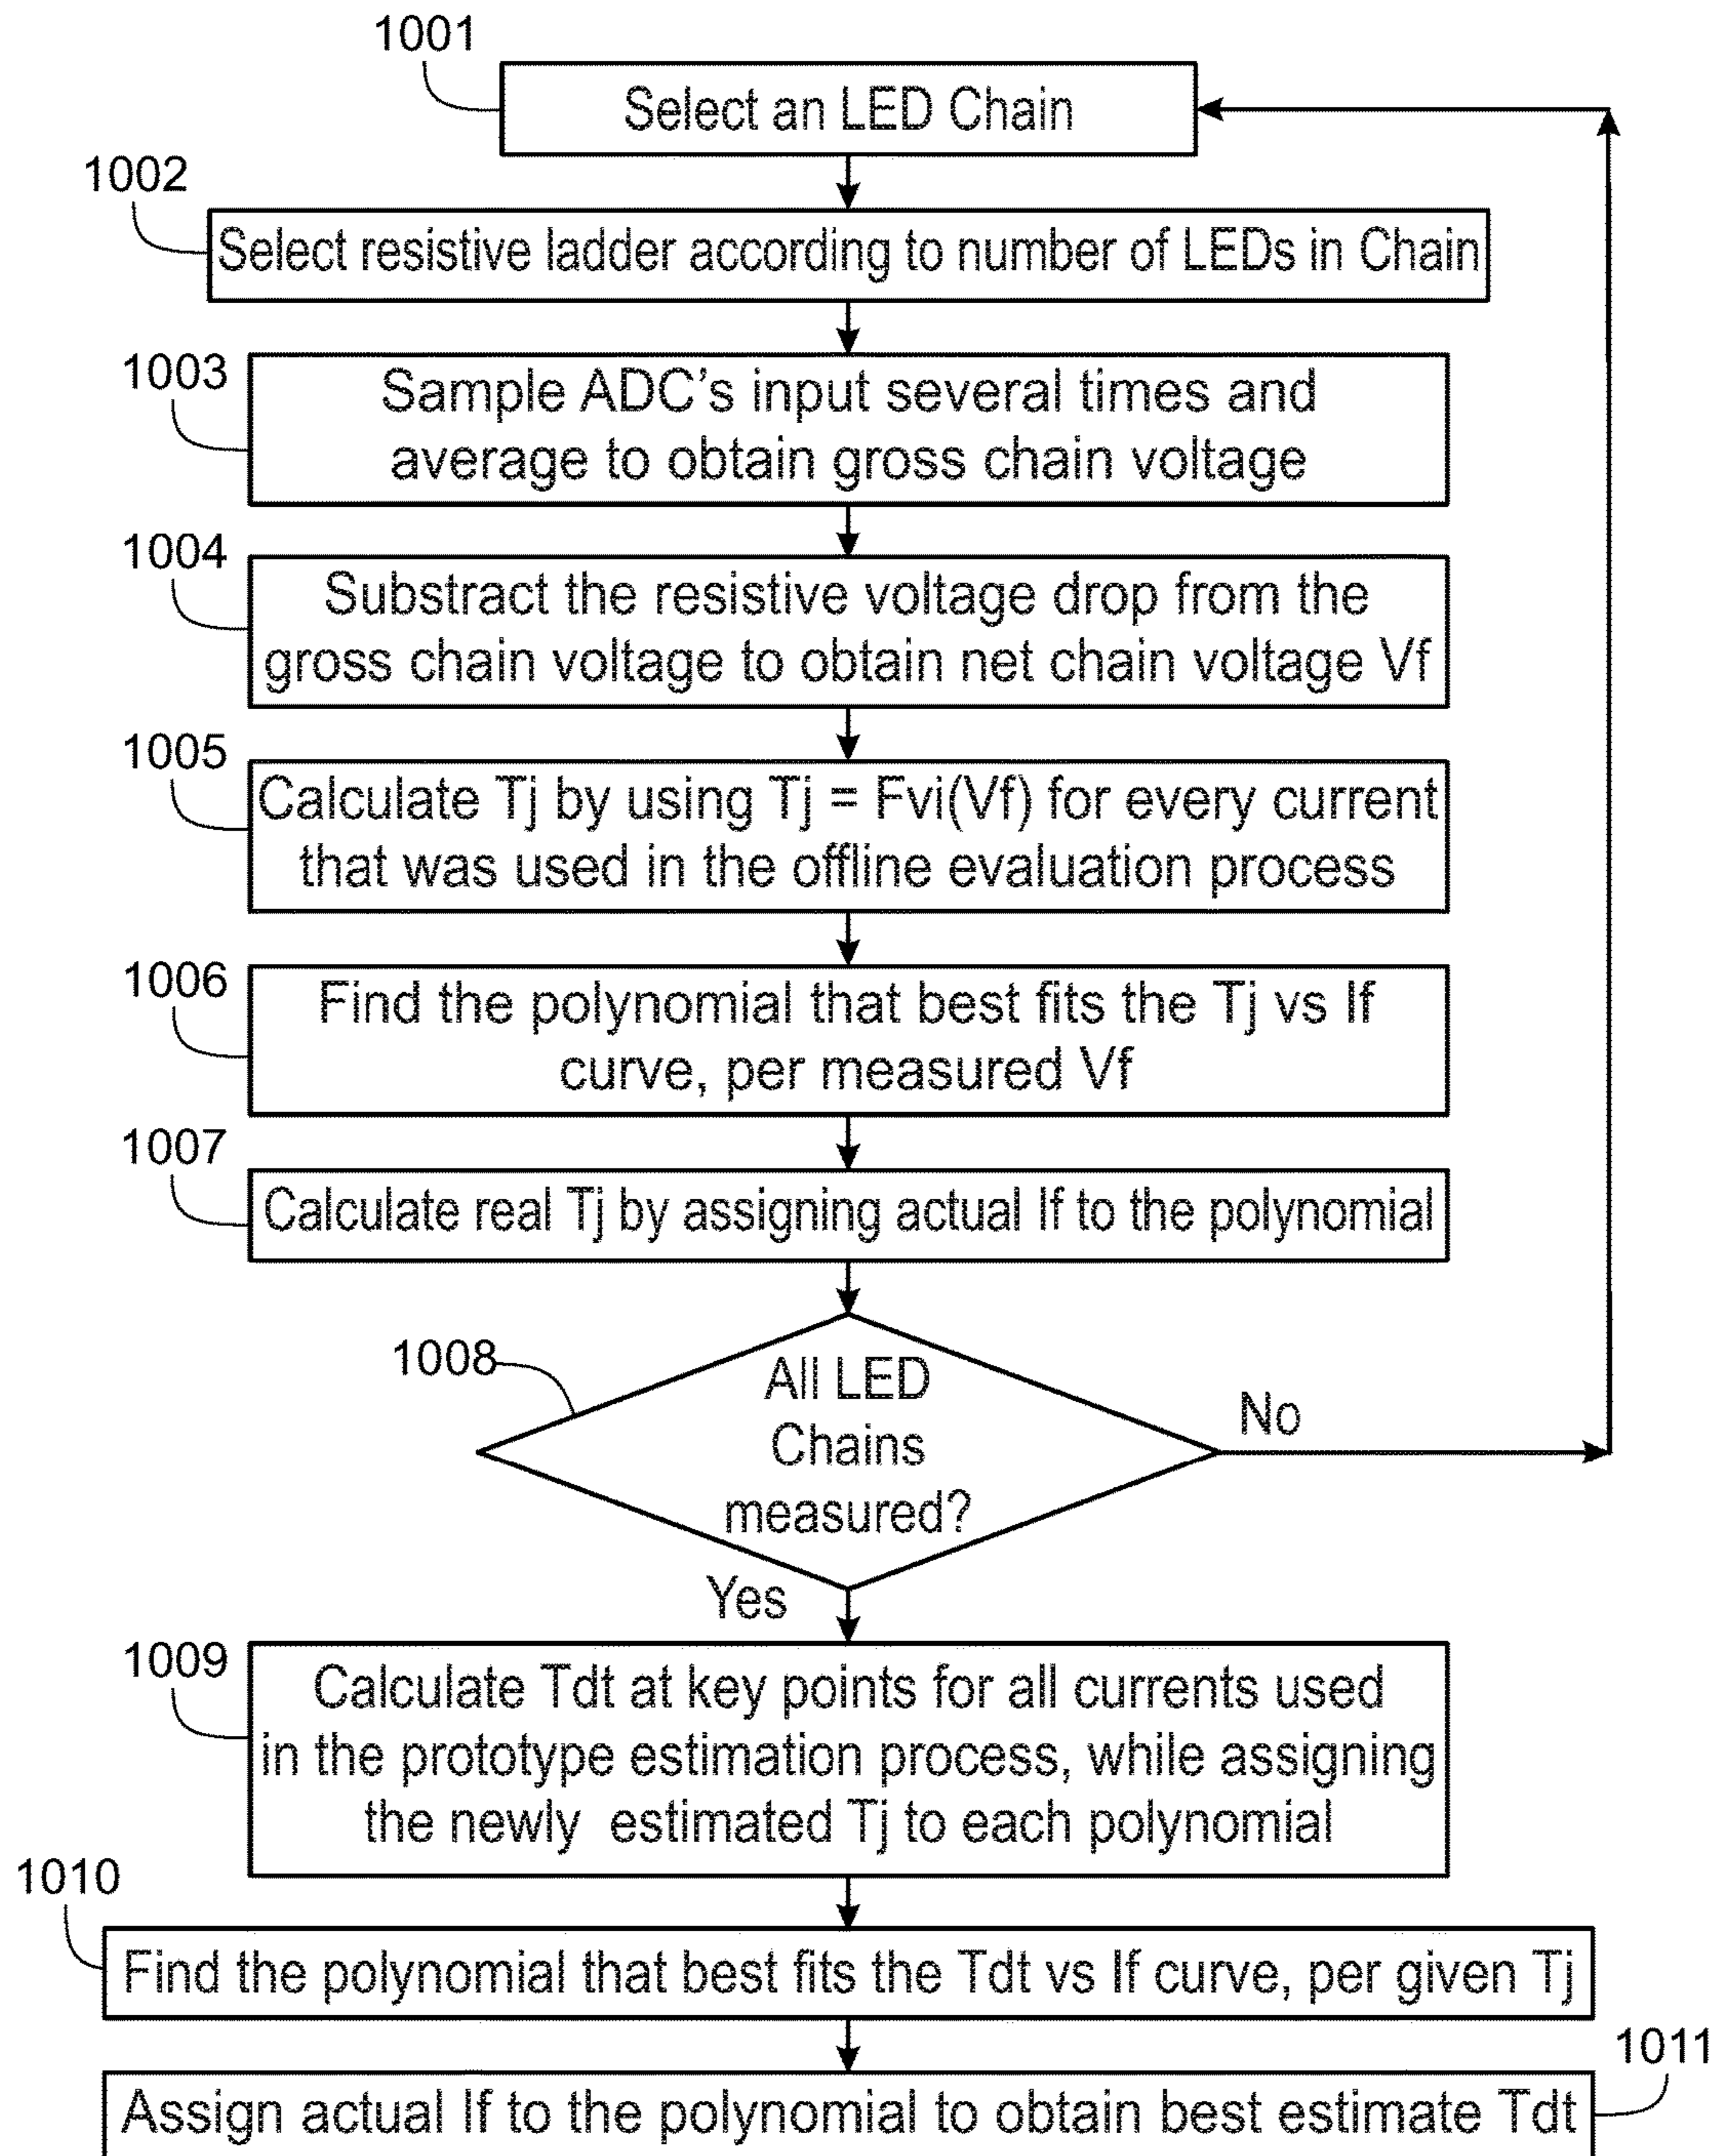 1001
Select an LED Chain
1002
Select resistive ladder according to number of LEDs in Chain
1003
Sample ADC's input several times and
average to obtain gross chain voltage
1004
Substract the resistive voltage drop from the
gross chain voltage to obtain net chain voltage Vf
1005
Calculate Tj by using Tj = Fvi(Vf) for every current
that was used in the offline evaluation process
1006
Find the polynomial that best fits the Tj vs If
curve, per measured Vf
1007
Calculate real Tj by assigning actual If to the polynomial
1008
All LED
Chains
measured?
No
Yes
1009
Calculate Tdt at key points for all currents used
in the prototype estimation process, while assigning
the newly estimated Tj to each polynomial
1010
Find the polynomial that best fits the Tdt vs If curve, per given Tj
1011
Assign actual If to the polynomial to obtain best estimate Tdt